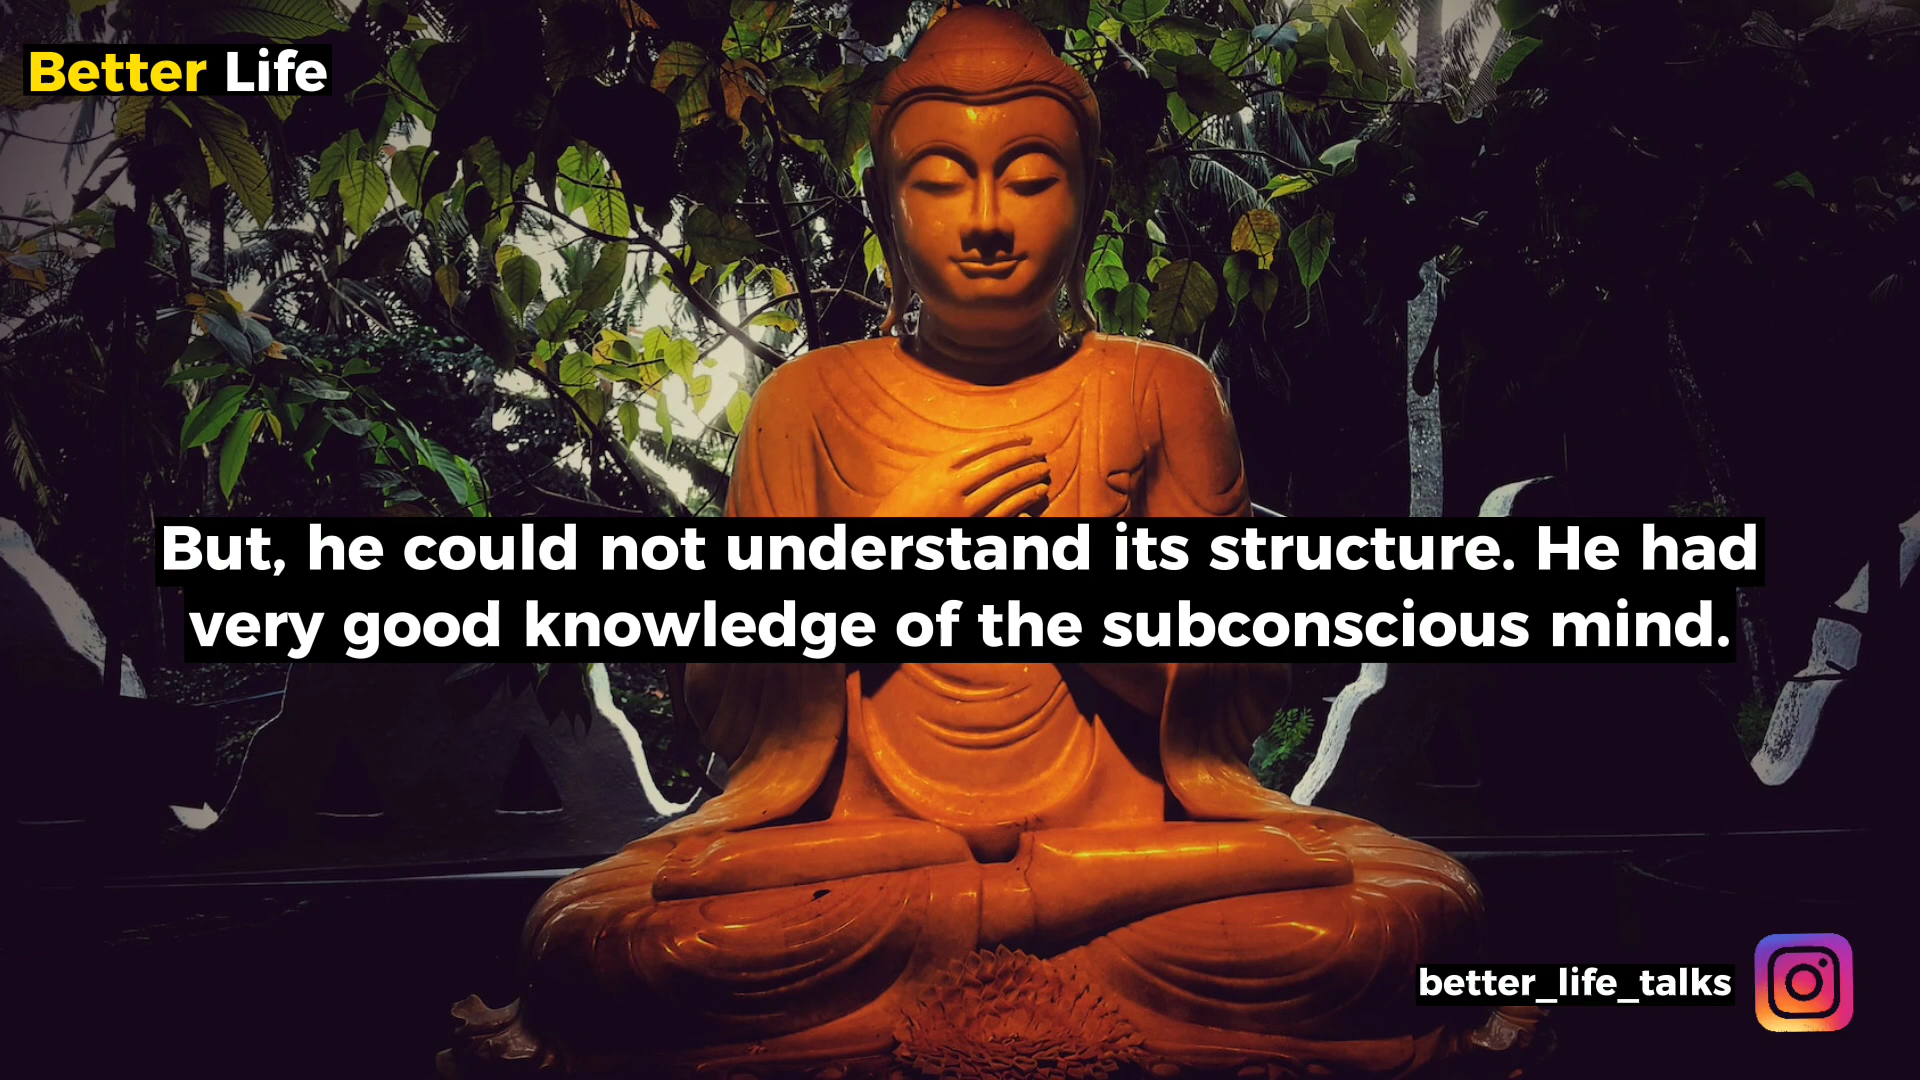 Better Life
But, he could not understand its structure. He had
very good knowledge of the subconscious mind.
better_life_talks